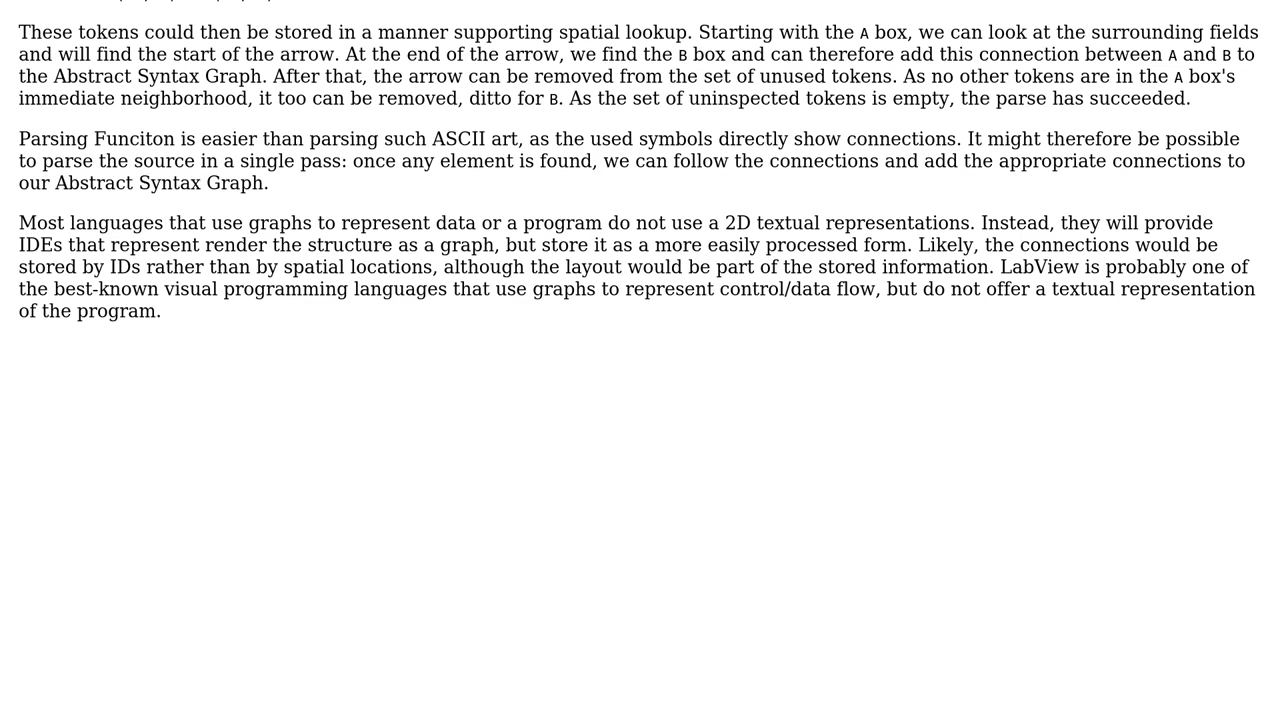 These tokens could then be stored in a manner supporting spatial lookup. Starting with the A box, we can look at the surrounding fields
and will find the start of the arrow. At the end of the arrow, we find the B box and can therefore add this connection between A and B to
the Abstract Syntax Graph. After that, the arrow can be removed from the set of unused tokens. As no other tokens are in the A box's
immediate neighborhood, it too can be removed, ditto for B. As the set of uninspected tokens is empty, the parse has succeeded.
Parsing Funciton is easier than parsing such ASCII art, as the used symbols directly show connections. It might therefore be possible
to parse the source in a single pass: once any element is found, we can follow the connections and add the appropriate connections to
our Abstract Syntax Graph.
Most languages that use graphs to represent data or a program do not use a 2D textual representations. Instead, they will provide
IDEs that represent render the structure as a graph, but store it as a more easily processed form. Likely, the connections would be
stored by IDs rather than by spatial locations, although the layout would be part of the stored information. LabView is probably one of
the best-known visual programming languages that use graphs to represent control/data flow, but do not offer a textual representation
of the program.